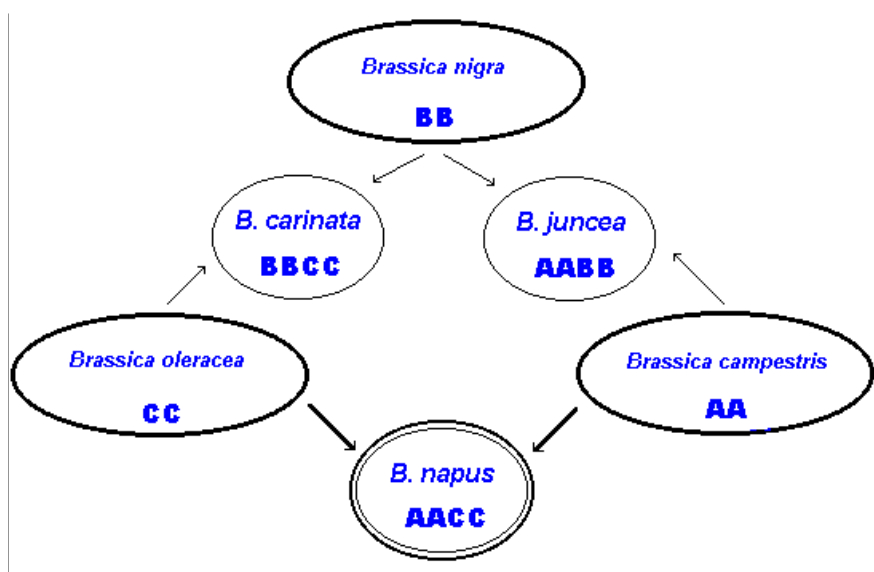 Brassica nigra
BB
B. carinata
BBCC
B. juncea
AABB
Brassica oleracea
CC
Brassica campestris
AA
B. napus
AACC